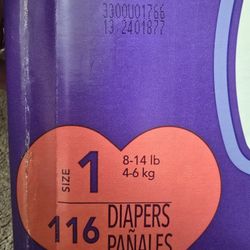 3300U01766
13 2401877
SIZE 1
8-14 lb
4-6 kg
116 DIAPERS
PAÑALES